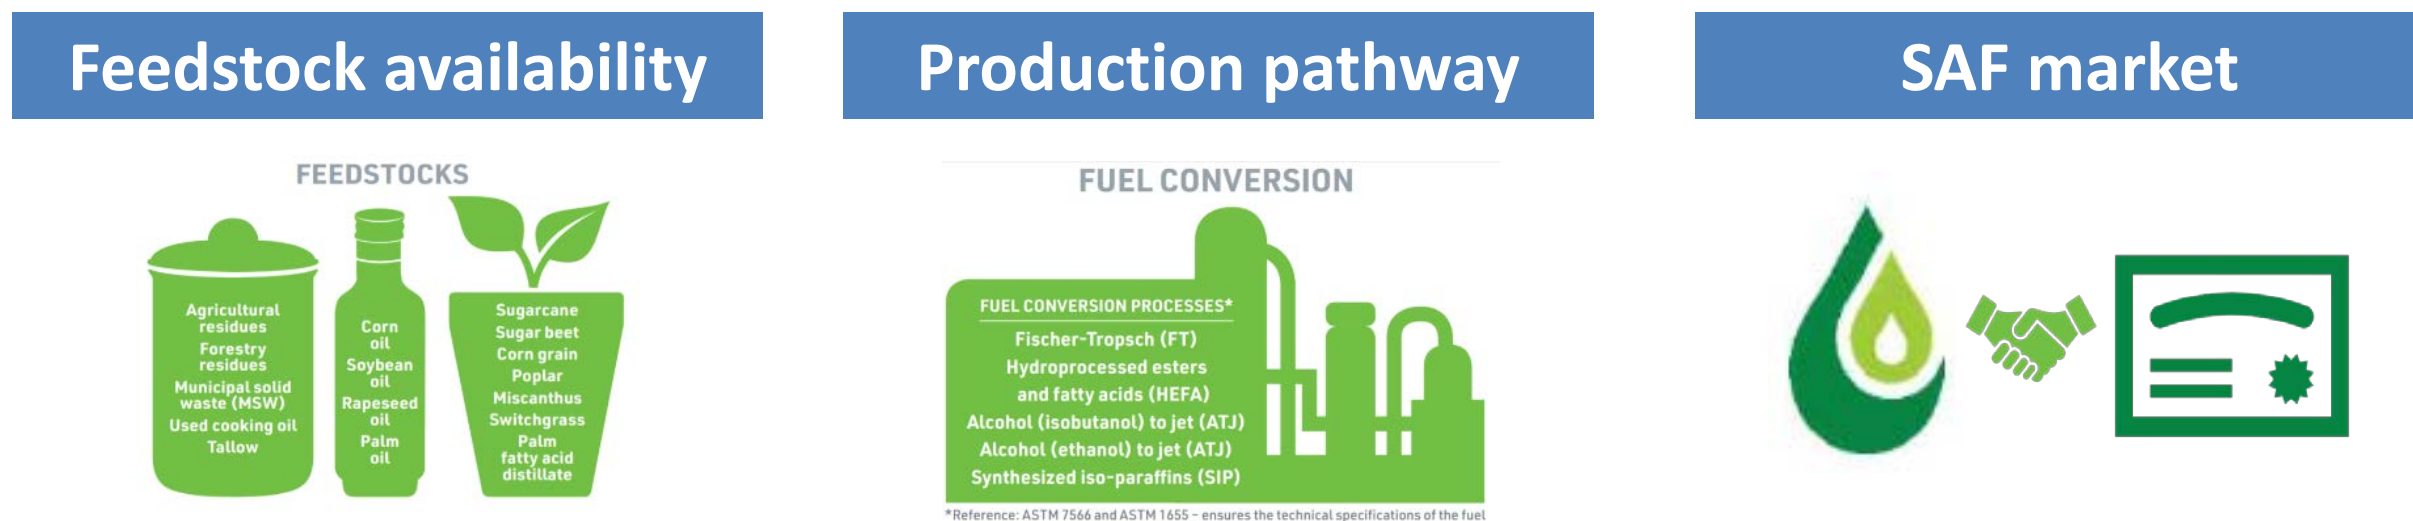 Feedstock availability
FEEDSTOCKS
Agricultural
residues
Forestry
residues
Municipal solid
waste (MSW)
Used cooking oil
Tallow
Corn
oil
Soybean
oil
Rapeseed
oil
Palm
oil
Sugarcane
Sugar beet
Corn grain
Poplar
Miscanthus
Switchgrass
Palm
fatty acid
distillate
Production pathway
FUEL CONVERSION
FUEL CONVERSION PROCESSES*
Fischer-Tropsch (FT)
Hydroprocessed esters
and fatty acids (HEFA)
Alcohol (isobutanol) to jet (ATJ)
Alcohol (ethanol) to jet (ATJ)
Synthesized iso-paraffins (SIP)
*Reference: ASTM 7566 and ASTM 1655 – ensures the technical specifications of the fuel
SAF market